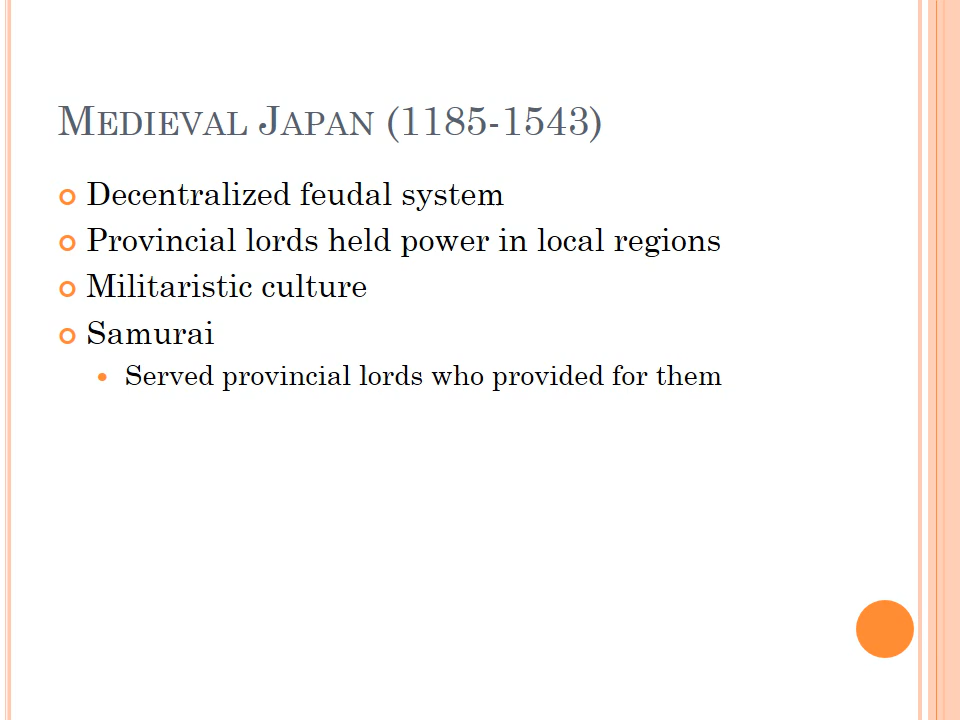 Medieval Japan (1185-1543)
Decentralized feudal system
Provincial lords held power in local regions
Militaristic culture
Samurai
Served provincial lords who provided for them